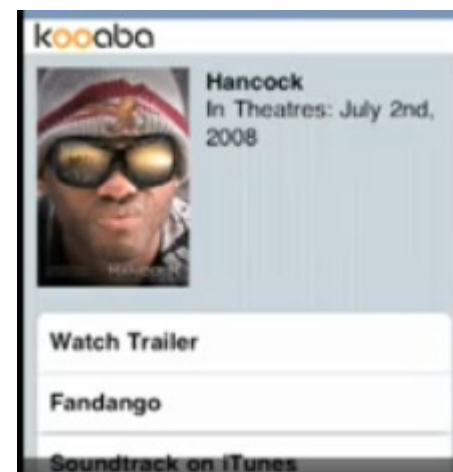 kooaba
Hancock
In Theatres: July 2nd,
2008
Watch Trailer
Fandango
Soundtrack on iTunes